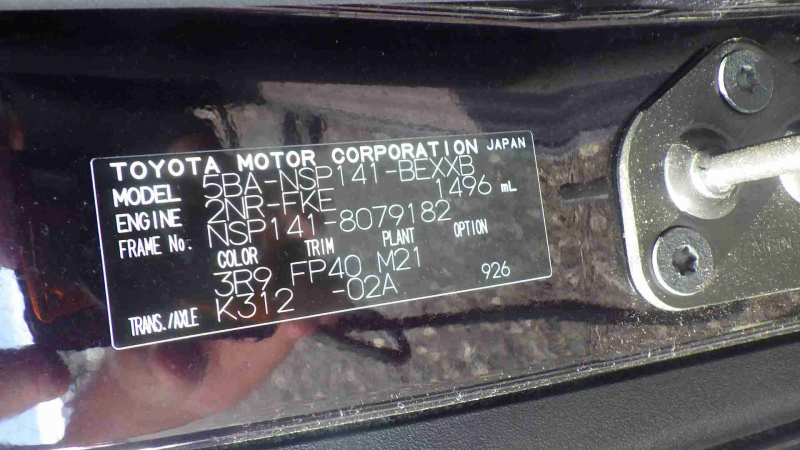 TOYOTA MOTOR CORPORATION JAPAN
MODEL 5BA-NSP141-BEXXB
ENGINE 2NR-FKE 1496 mL
FRAME No. NSP141-8079182
COLOR TRIM PLANT OPTION
3R9 FP40 M21
TRANS./AXLE K312 -02A 926